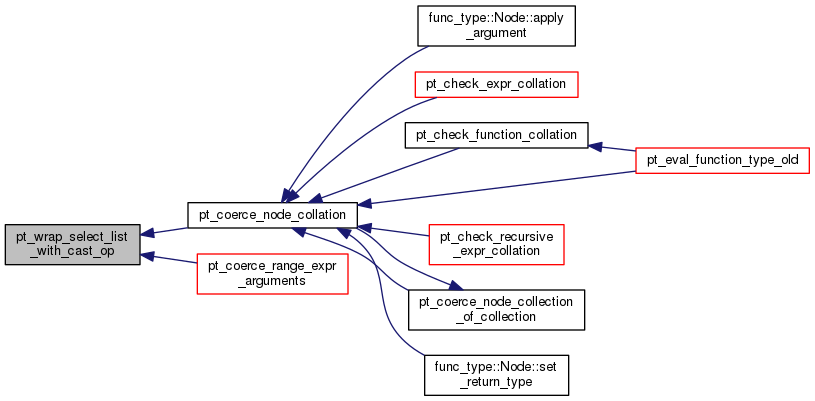 func_type::Node::apply
_argument
pt_check_expr_collation
pt_check_function_collation
pt_eval_function_type_old
pt_coerce_node_collation
pt_wrap_select_list
_with_cast_op
pt_check_recursive
_expr_collation
pt_coerce_range_expr
_arguments
pt_coerce_node_collection
_of_collection
func_type::Node::set
_return_type